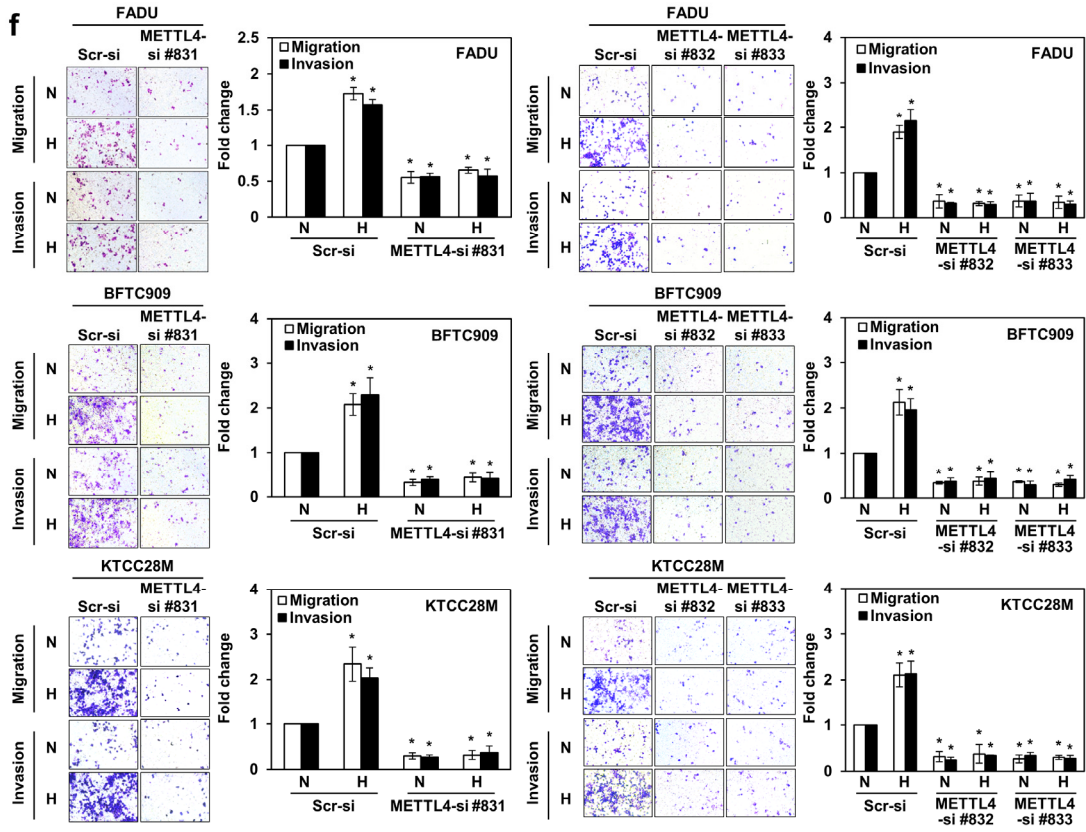 f
FADU
Scr-si
METTL4-
si #831
Migration
N
H
Invasion
N
H
Fold change
2.5
2
1.5
1
0.5
0
Migration
Invasion
FADU
*
*
*
*
*
*
N
H
N
H
Scr-si
METTL4-si #831
FADU
Scr-si
METTL4-
si #832
METTL4-
si #833
Migration
N
H
Invasion
N
H
Fold change
4
3
2
1
0
Migration
Invasion
FADU
*
*
*
*
*
*
*
*
*
*
N
H
N
H
N
H
Scr-si
METTL4
-si #832
METTL4
-si #833
BFTC909
Scr-si
METTL4-
si #831
Migration
N
H
Invasion
N
H
Fold change
4
3
2
1
0
Migration
Invasion
BFTC909
*
*
*
*
*
*
N
H
N
H
Scr-si
METTL4-si #831
BFTC909
Scr-si
METTL4-
si #832
METTL4-
si #833
Migration
N
H
Invasion
N
H
Fold change
4
3
2
1
0
Migration
Invasion
BFTC909
*
*
*
*
*
*
*
*
*
*
N
H
N
H
N
H
Scr-si
METTL4
-si #832
METTL4
-si #833
KTCC28M
Scr-si
METTL4-
si #831
Migration
N
H
Invasion
N
H
Fold change
4
3
2
1
0
Migration
Invasion
KTCC28M
*
*
*
*
*
*
N
H
N
H
Scr-si
METTL4-si #831
KTCC28M
Scr-si
METTL4-
si #832
METTL4-
si #833
Migration
N
H
Invasion
N
H
Fold change
4
3
2
1
0
Migration
Invasion
KTCC28M
*
*
*
*
*
*
*
*
*
*
N
H
N
H
N
H
Scr-si
METTL4
-si #832
METTL4
-si #833